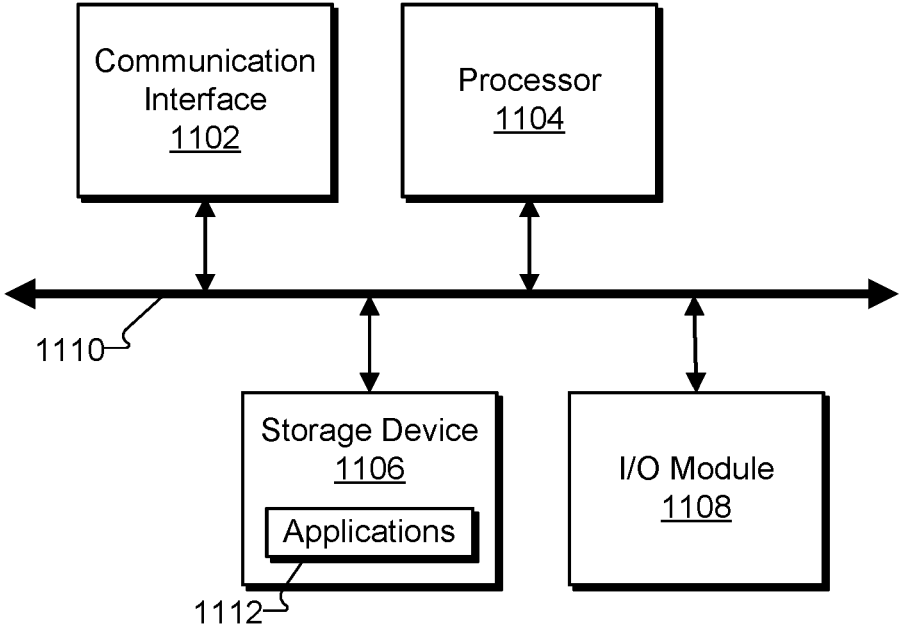 Communication
Interface
1102
Processor
1104
1110
Storage Device
1106
Applications
1112
I/O Module
1108